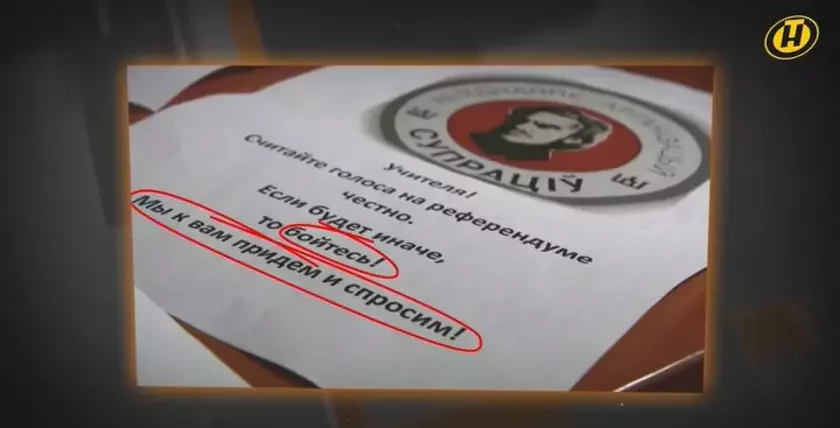 СУПРАЦІЎ
Учителя!
Считайте голоса на референдуме
честно.
Если будет иначе,
то бойтесь!
Мы к вам придем и спросим!